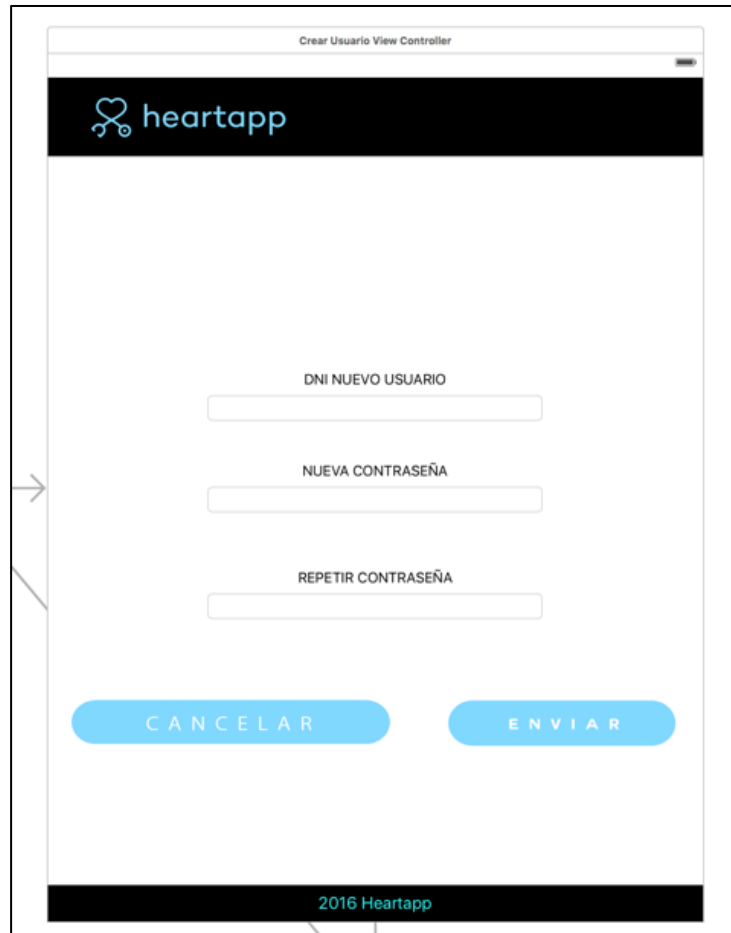 Crear Usuario View Controller
heartapp
DNI NUEVO USUARIO
NUEVA CONTRASEÑA
REPETIR CONTRASEÑA
CANCELAR
ENVIAR
2016 Heartapp